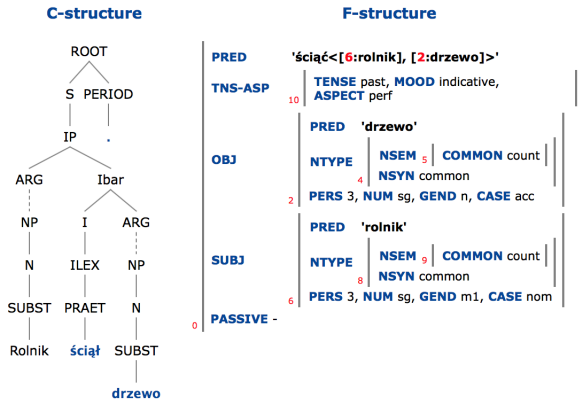 C-structure
F-structure
ROOT
S PERIOD
IP .
ARG Ibar
NP I ARG
N ILEX NP
SUBST PRAET N
Rolnik ściął SUBST
drzewo
PRED 'ściąć<[6:rolnik], [2:drzewo]>'
TNS-ASP
TENSE past, MOOD indicative,
10 ASPECT perf
OBJ
PRED 'drzewo'
NTYPE
NSEM 5 COMMON count
4 NSYN common
2 PERS 3, NUM sg, GEND n, CASE acc
SUBJ
PRED 'rolnik'
NTYPE
NSEM 9 COMMON count
8 NSYN common
6 PERS 3, NUM sg, GEND m1, CASE nom
0 PASSIVE -